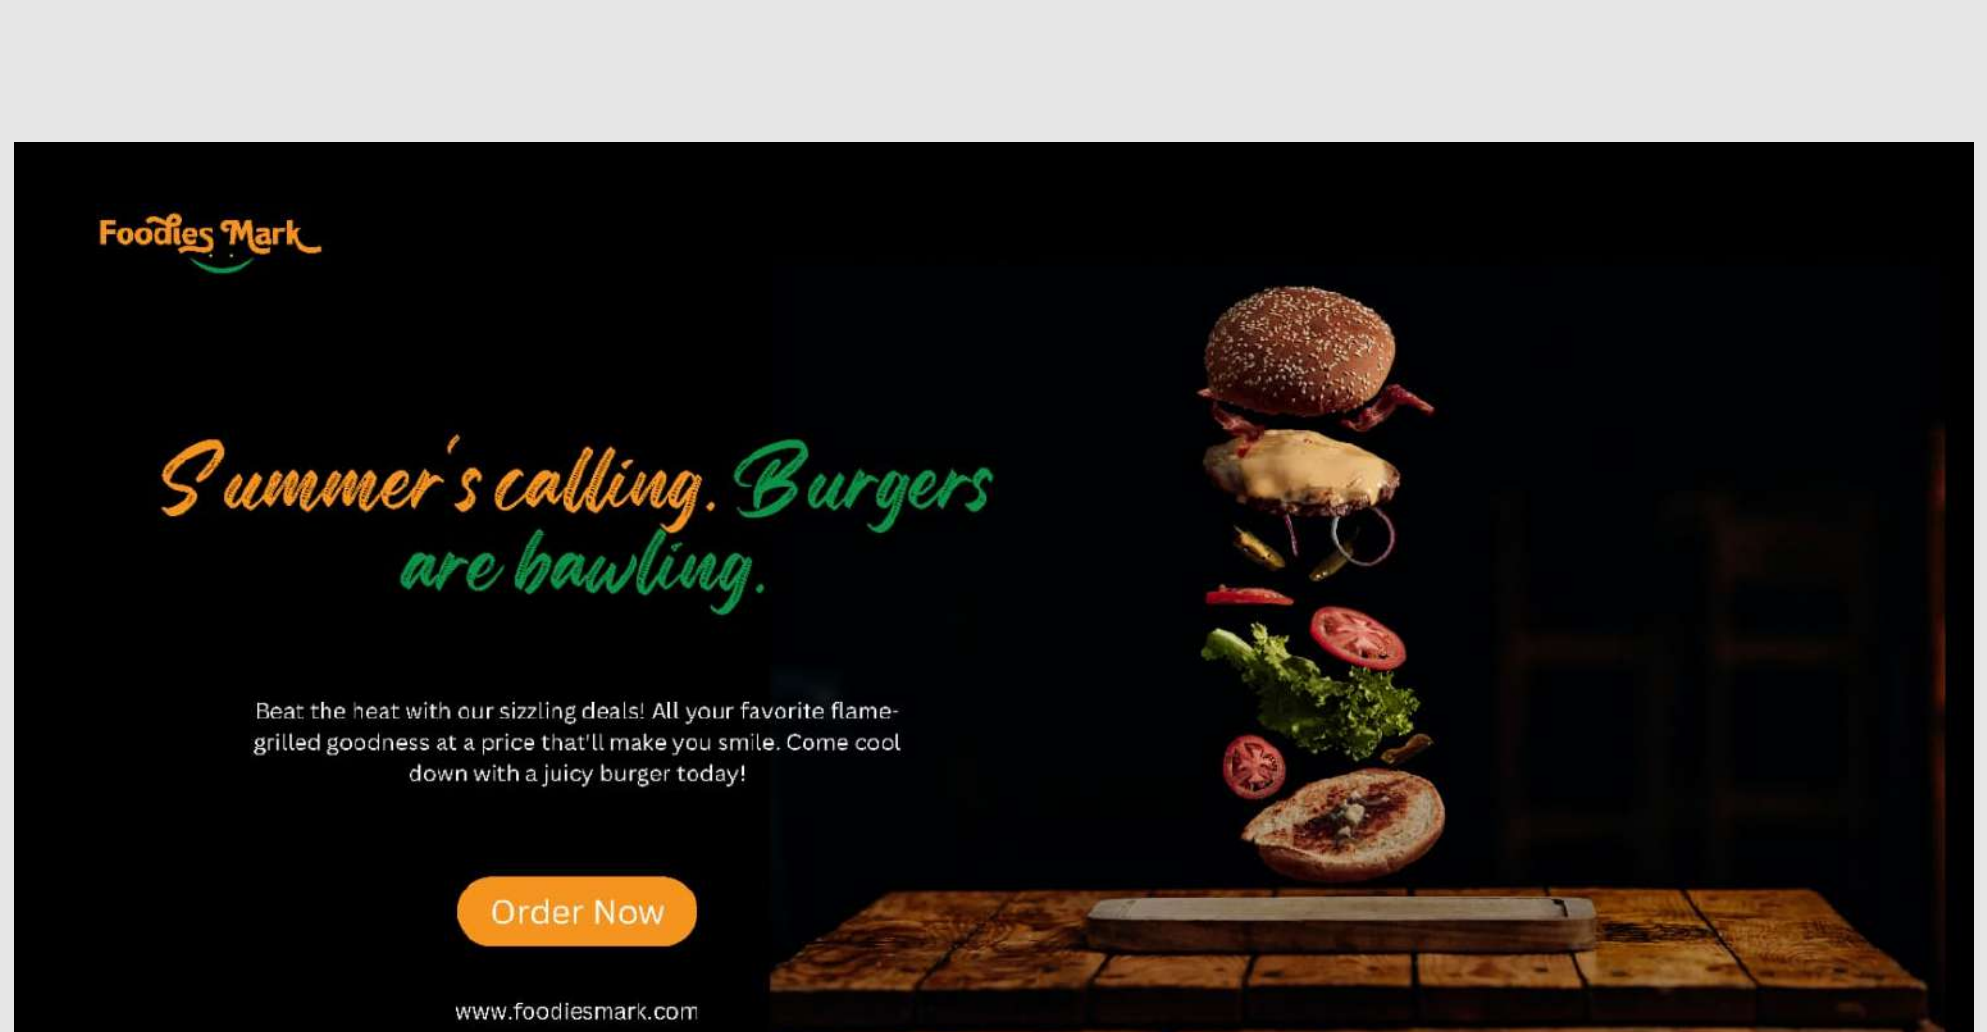 Foodies Mark
Summer's calling. Burgers
are bawling.
Beat the heat with our sizzling deals! All your favorite flame-
grilled goodness at a price that'll make you smile. Come cool
down with a juicy burger today!
Order Now
www.foodiesmark.com